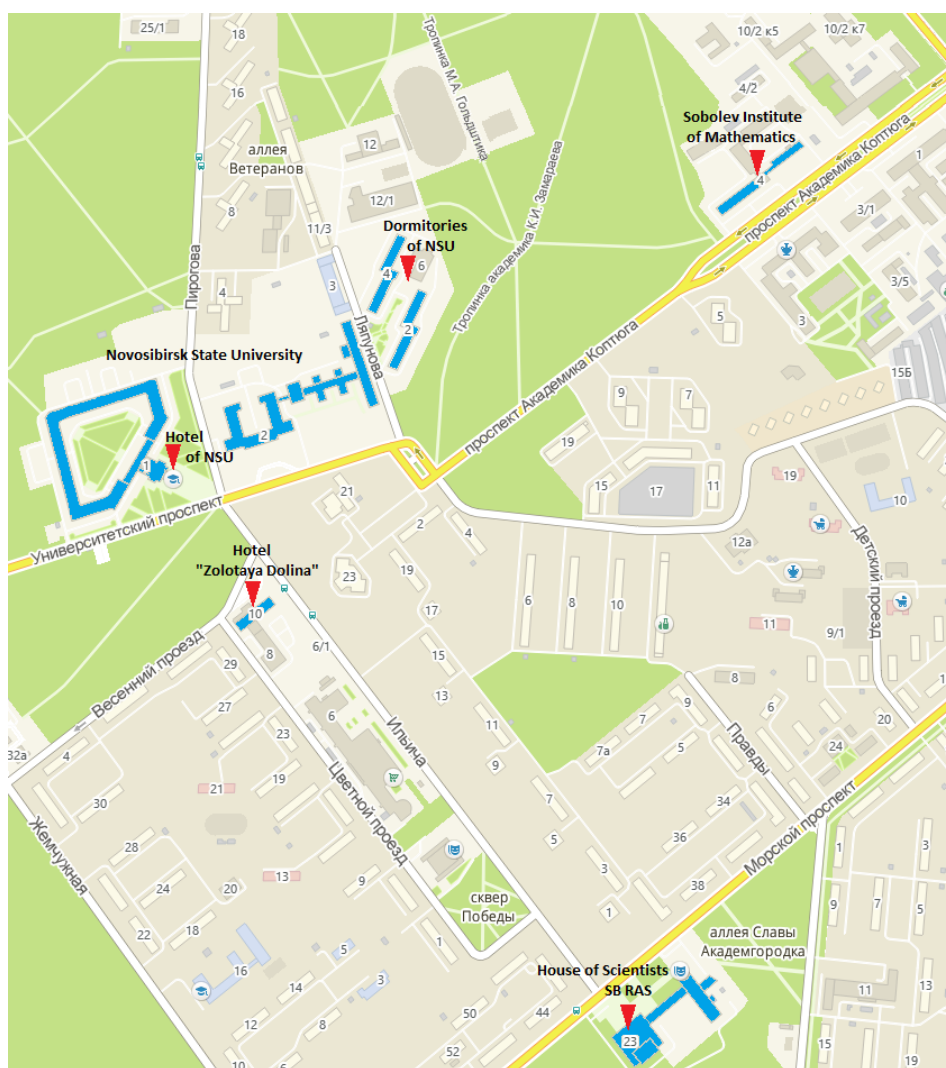 25/1
18
10/2 к5
10/2 к7
Тропинка М.А. Гольдштика
16
4/2
Sobolev Institute
of Mathematics
12
аллея
Ветеранов
4
1
проспект Академика Коптюга
Тропинка академика К.И. Замараева
12/1
8
3/1
11/3
Dormitories
of NSU
6
4
3
Пирогова
4
3/5
2
3
5
Ляпунова
Novosibirsk State University
проспект Академика Коптюга
15Б
9
7
2
Hotel
of NSU
1
19
15
17
11
19
10
21
Университетский проспект
2
4
12а
Детский проезд
Hotel
"Zolotaya Dolina"
23
19
6
8
10
10
17
11
9/1
6/1
8
15
8
Весенний проезд
29
13
27
6
11
9
7
6
20
1
Ильича
Правды
32а
4
23
7а
5
24
9
21
19
Цветной проезд
7
34
Морской проспект
30
Жемчужная
28
5
36
1
3
20
13
9
3
38
24
сквер
Победы
1
9
7
5
22
18
1
аллея Славы
Академгородка
5
House of Scientists
SB RAS
16
3
14
11
13
50
44
12
8
23
15
19
10
6
52